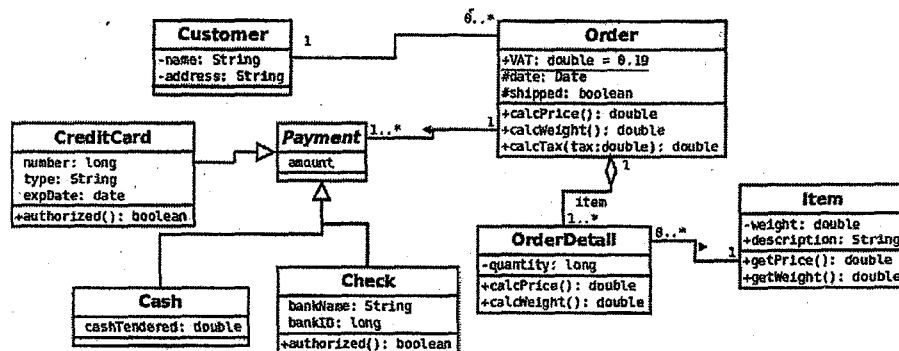 Customer
-name: String
-address: String
1
0..*
Order
+VAT: double = 0.19
#date: Date
#shipped: boolean
+calcPrice(): double
+calcWeight(): double
+calcTax(tax:double): double
CreditCard
number: long
type: String
expDate: date
+authorized(): boolean
Payment
amount
1..*
1
1
item
1..*
OrderDetail
-quantity: long
+calcPrice(): double
+calcWeight(): double
0..*
1
Item
-weight: double
+description: String
+getPrice(): double
+getWeight(): double
Cash
cashTendered: double
Check
bankName: String
bankID: long
+authorized(): boolean